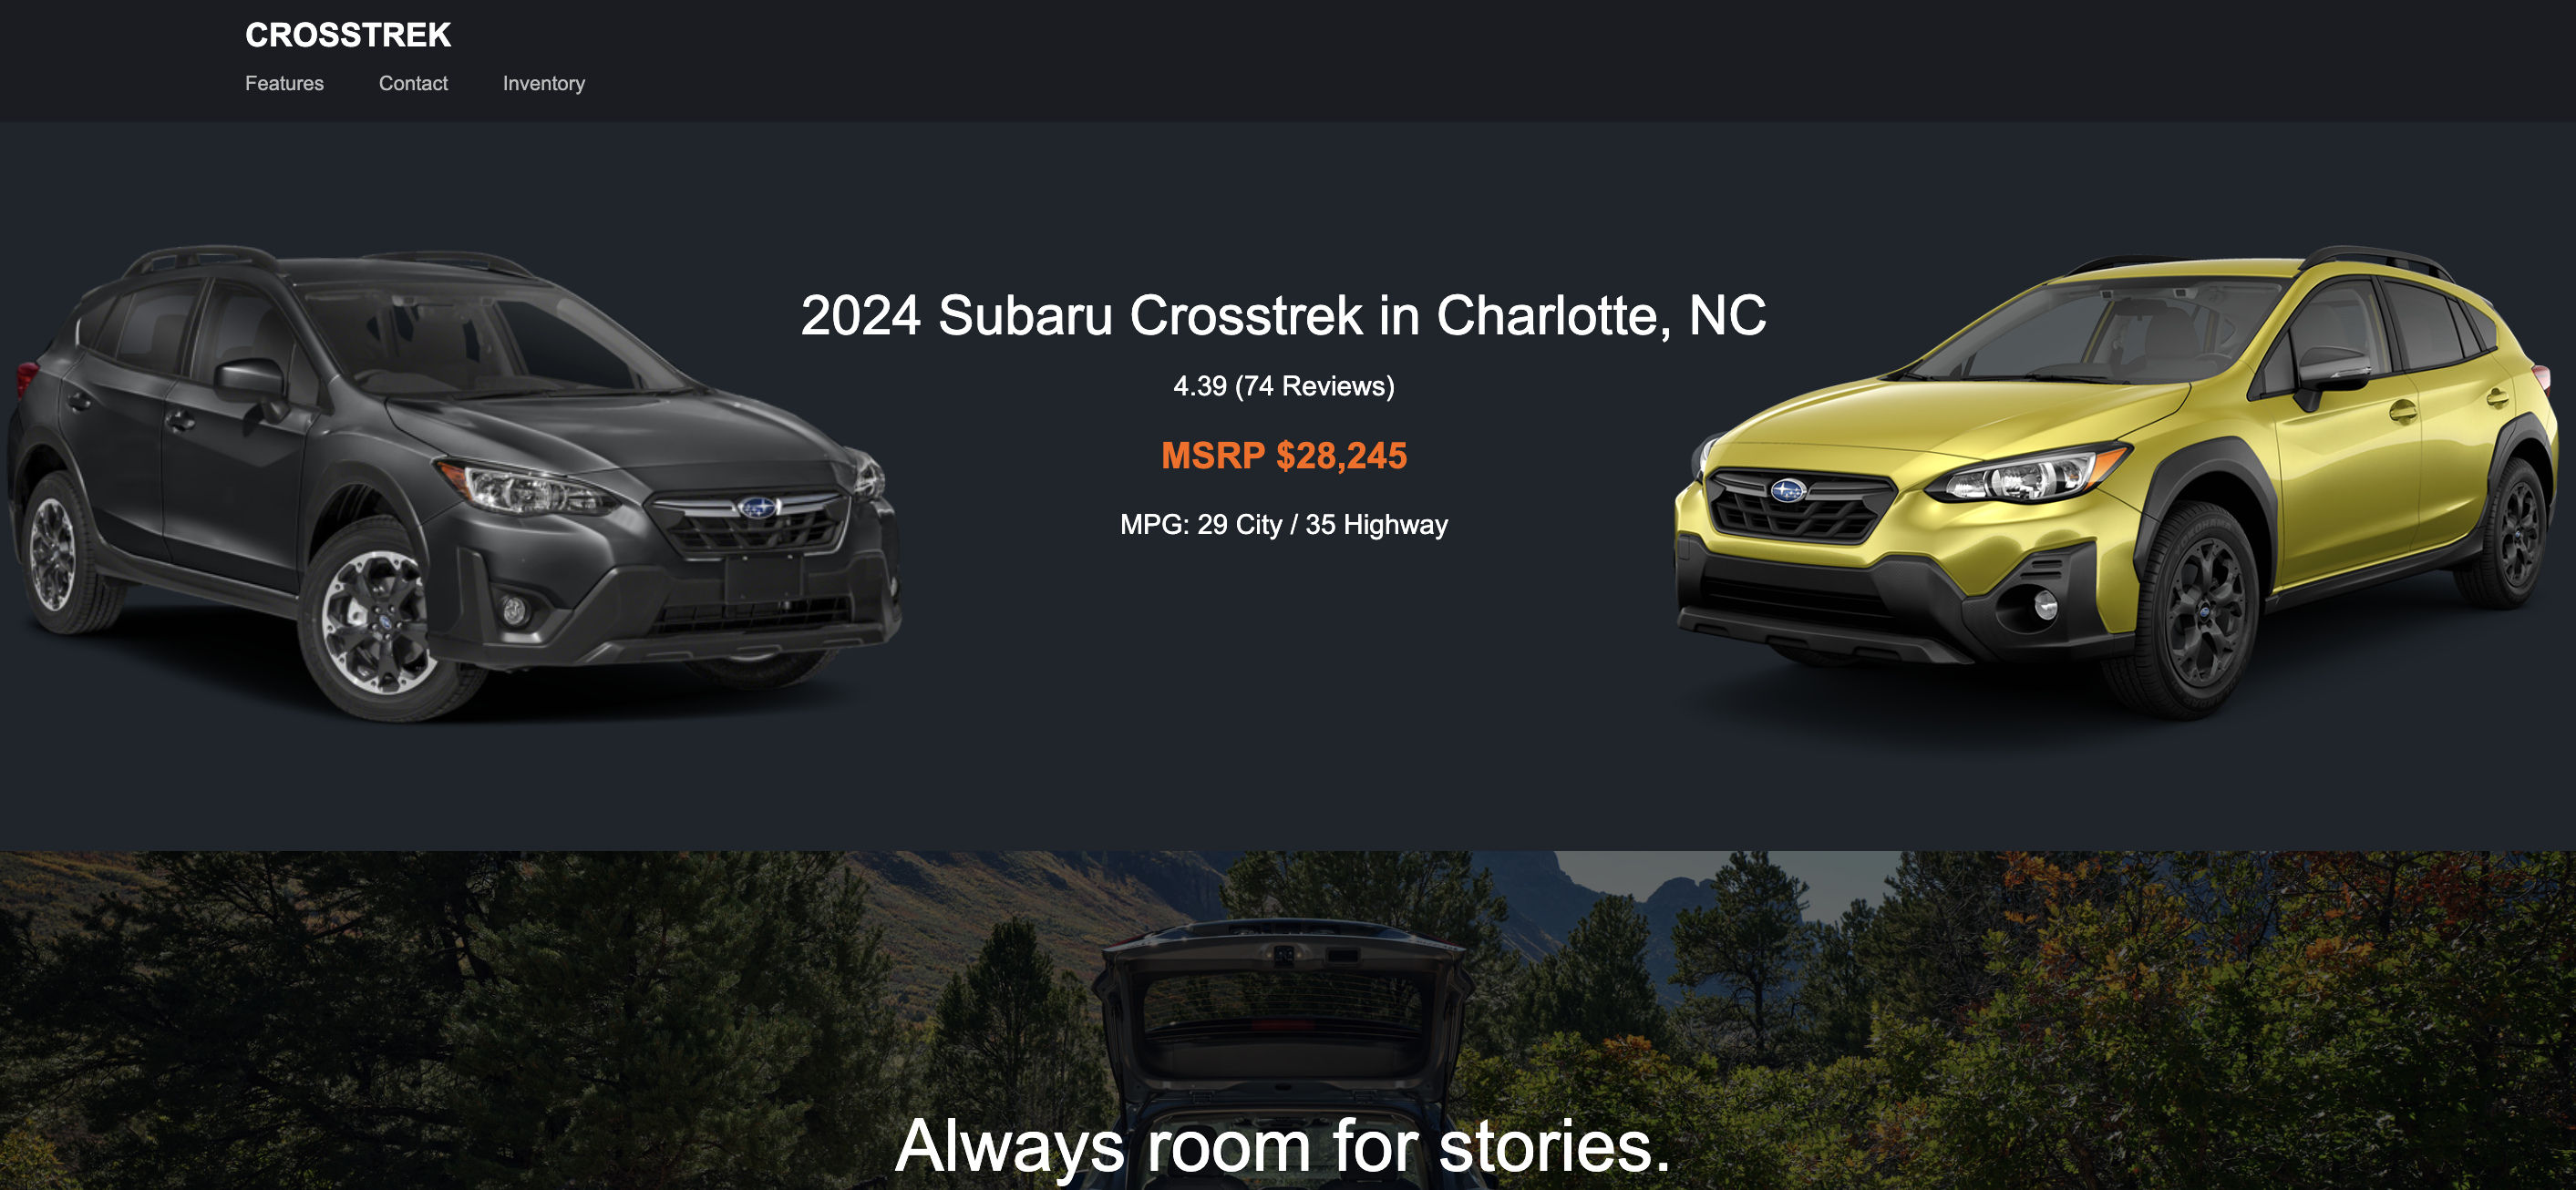 CROSSTREK
Features Contact Inventory
2024 Subaru Crosstrek in Charlotte, NC
4.39 (74 Reviews)
MSRP $28,245
MPG: 29 City / 35 Highway
Always room for stories.